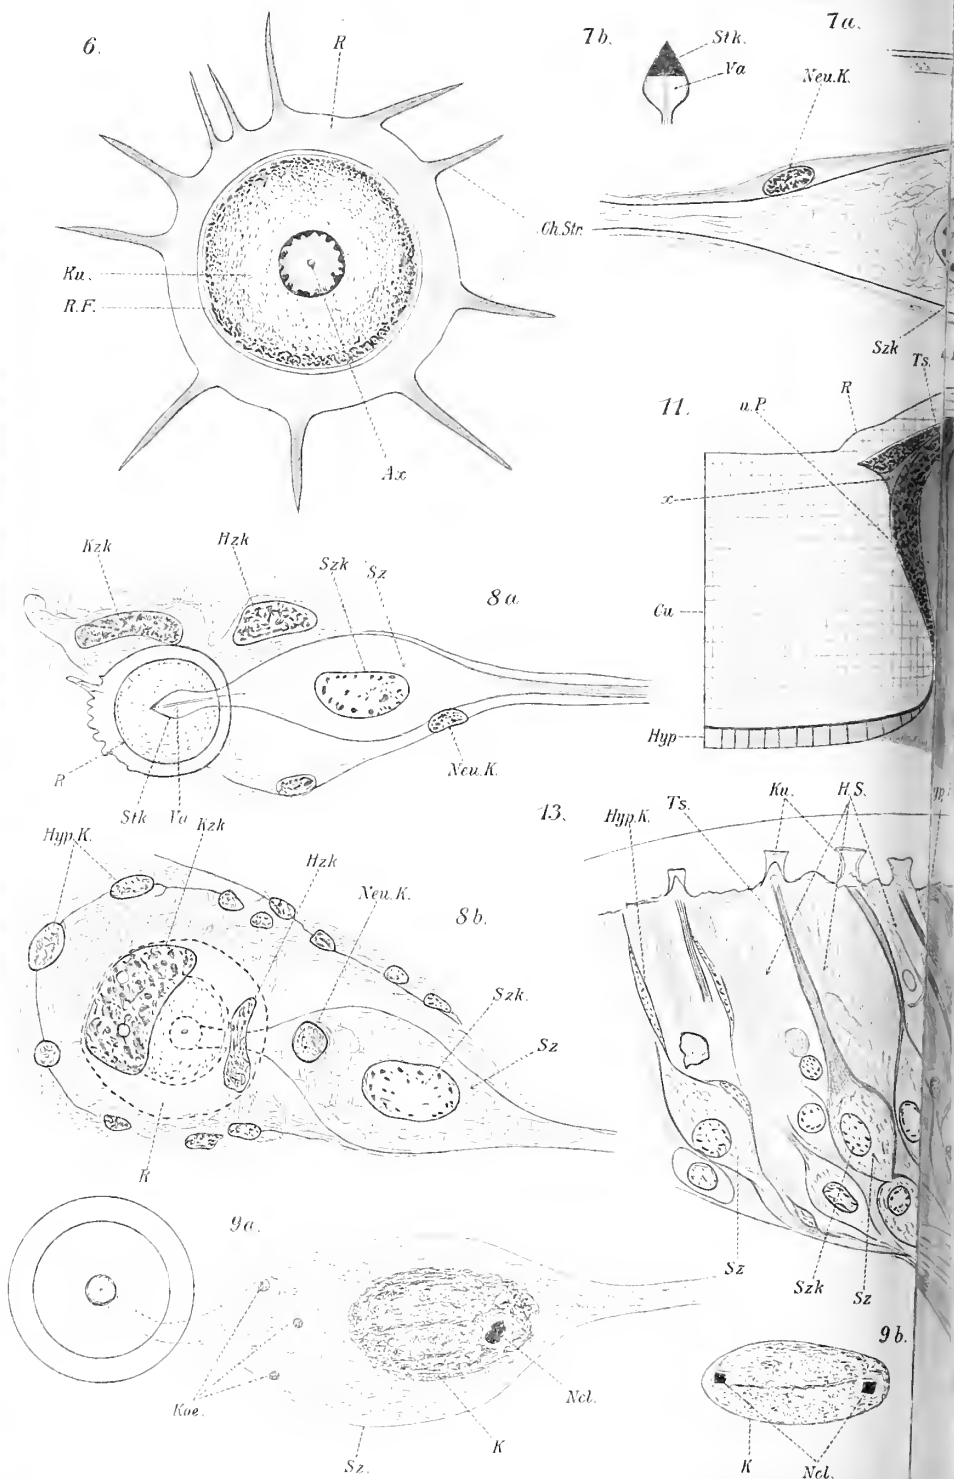 6.
R
7b.
Stk.
Va
7a.
Neu.K.
Ch.Str.
Ku.
R.F.
Ax
Szk
Ts.
11.
u.P.
R
x
Cu
Hyp
Kzk
Hzk
Szk
Sz
8a
Neu.K.
R
Stk
Va
Hyp.K.
Kzk
Hzk
Neu.K.
8b.
Szk.
Sz
K
13.
Hyp.K.
Ts.
Ku.
H.S.
Sz
Szk
Sz
9a.
Koe.
Ncl.
K
Sz.
9b.
K
Ncl.